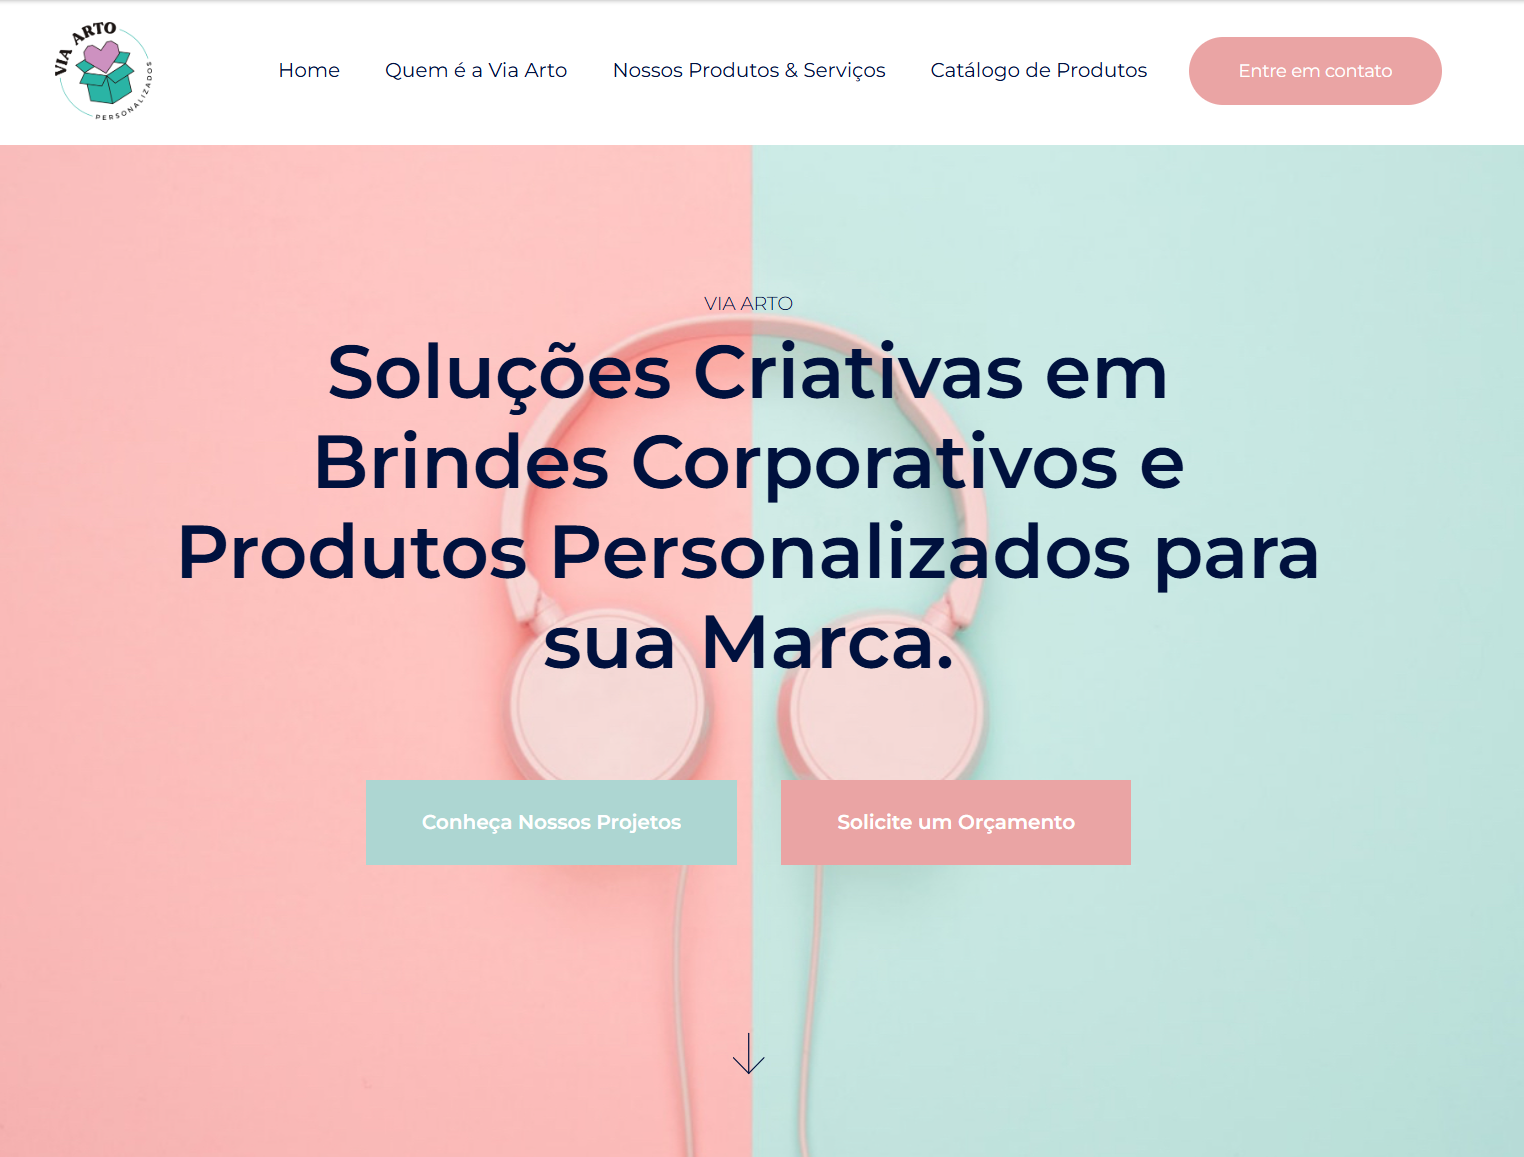 VIA ARTO
PERSONALIZADOS
Home
Quem é a Via Arto
Nossos Produtos & Serviços
Catálogo de Produtos
Entre em contato
VIA ARTO
Soluções Criativas em
Brindes Corporativos e
Produtos Personalizados para
sua Marca.
Conheça Nossos Projetos
Solicite um Orçamento